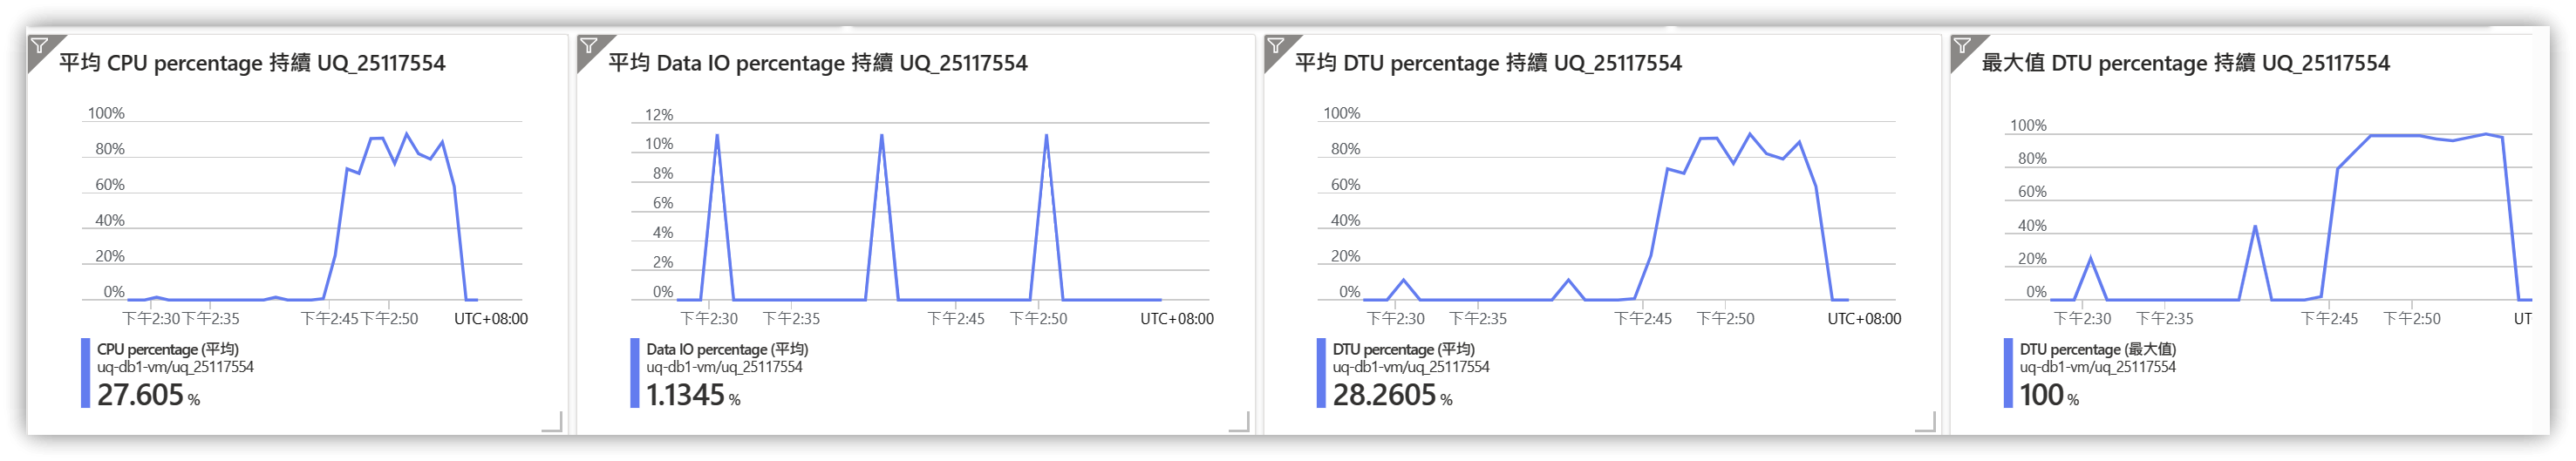 平均 CPU percentage 持續 UQ_25117554
100%
80%
60%
40%
20%
0%
下午2:30 下午2:35 下午2:45 下午2:50 UTC+08:00
CPU percentage (平均)
uq-db1-vm/uq_25117554
27.605 %
平均 Data IO percentage 持續 UQ_25117554
12%
10%
8%
6%
4%
2%
0%
下午2:30 下午2:35 下午2:45 下午2:50 UTC+08:00
Data IO percentage (平均)
uq-db1-vm/uq_25117554
1.1345 %
平均 DTU percentage 持續 UQ_25117554
100%
80%
60%
40%
20%
0%
下午2:30 下午2:35 下午2:45 下午2:50 UTC+08:00
DTU percentage (平均)
uq-db1-vm/uq_25117554
28.2605 %
最大值 DTU percentage 持續 UQ_25117554
100%
80%
60%
40%
20%
0%
下午2:30 下午2:35 下午2:45 下午2:50 UT
DTU percentage (最大值)
uq-db1-vm/uq_25117554
100 %